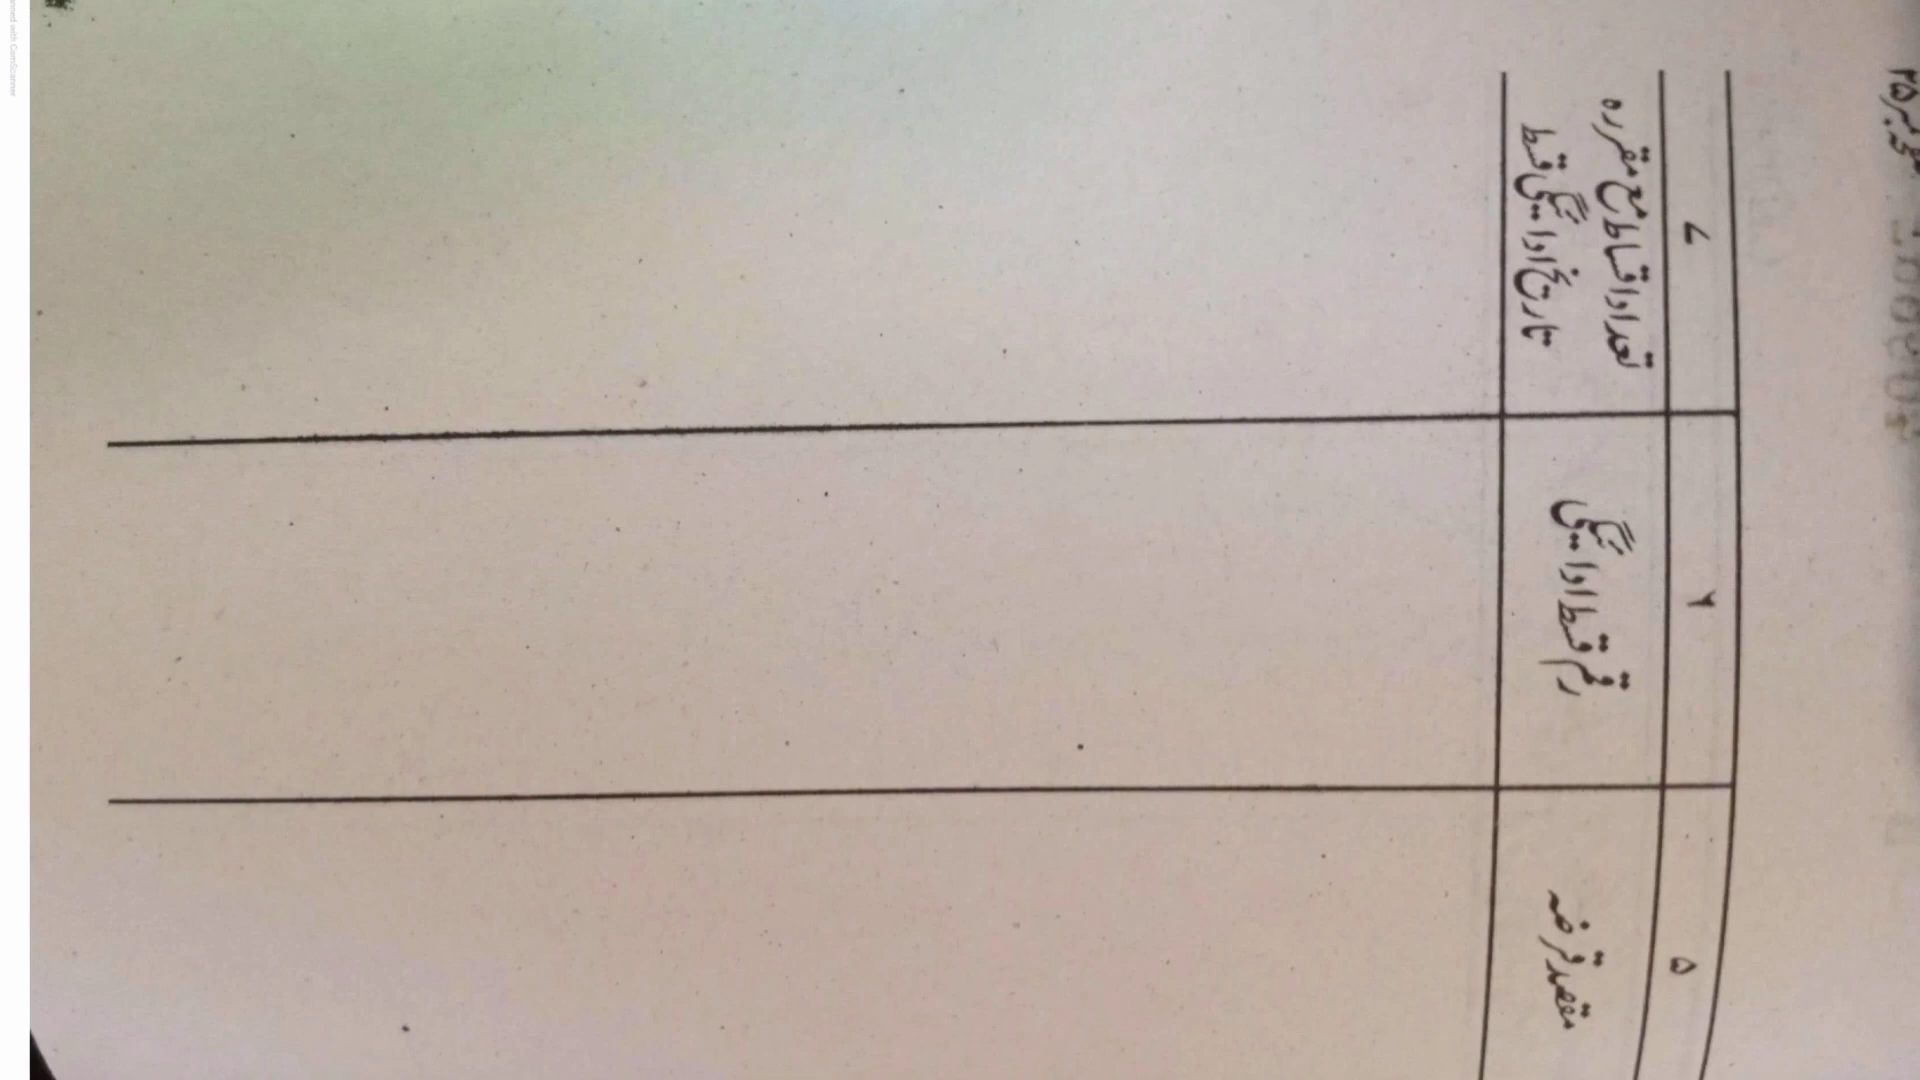 ۵
۶
۷
مقصد قرضہ
رقم قسط ادائیگی
تعداد اقساط مع مقررہ
تاریخ ادائیگی قسط